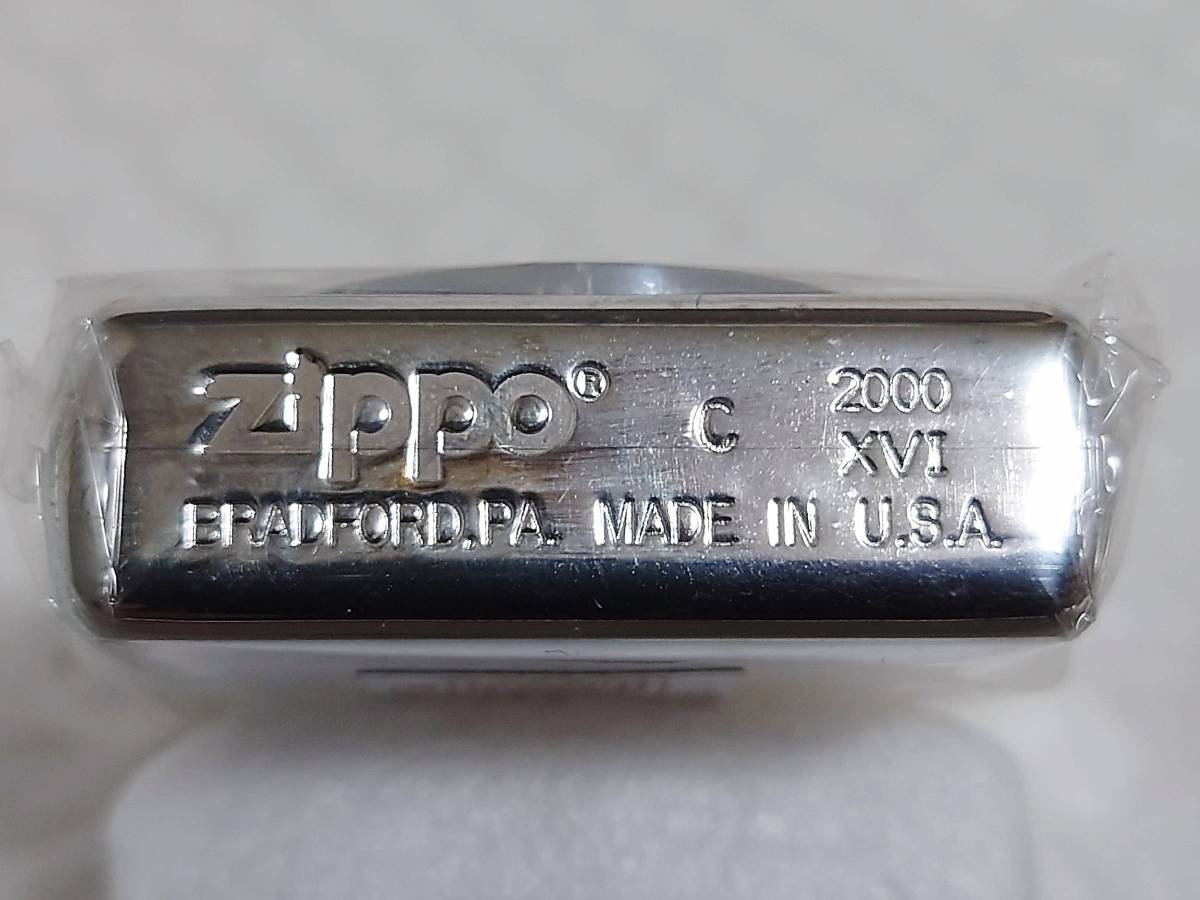 zippo® C 2000
XVI
BRADFORD,PA. MADE IN U.S.A.